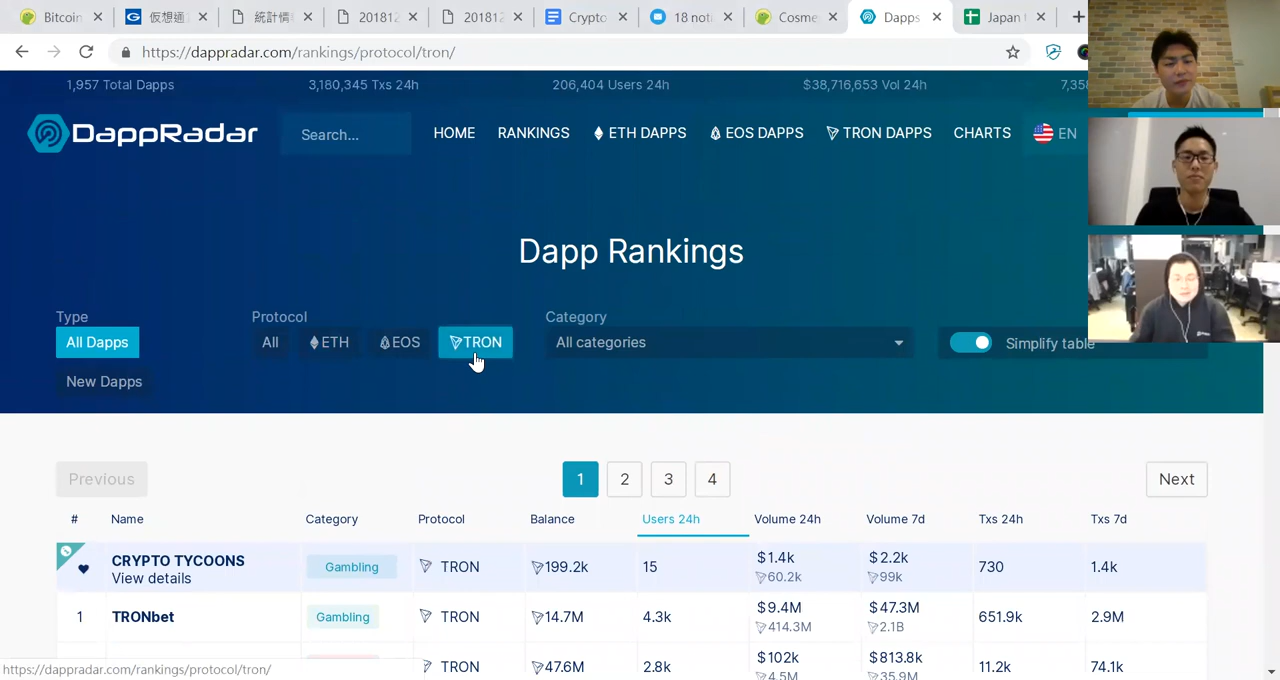 Bitcoin
仮想通
統計情
201812
201812
Crypto
18 noti
Cosme
Dapps
Japan
https://dappradar.com/rankings/protocol/tron/
1,957 Total Dapps
3,180,345 Txs 24h
206,404 Users 24h
$38,716,653 Vol 24h
7,35
DappRadar
Search...
HOME
RANKINGS
ETH DAPPS
EOS DAPPS
TRON DAPPS
CHARTS
EN
Dapp Rankings
Type
Protocol
Category
All Dapps
All
ETH
EOS
TRON
All categories
Simplify table
New Dapps
Previous
1
2
3
4
Next
#
Name
Category
Protocol
Balance
Users 24h
Volume 24h
Volume 7d
Txs 24h
Txs 7d
CRYPTO TYCOONS
View details
Gambling
TRON
199.2k
15
$1.4k
60.2k
$2.2k
99k
730
1.4k
1
TRONbet
Gambling
TRON
14.7M
4.3k
$9.4M
414.3M
$47.3M
2.1B
651.9k
2.9M
TRON
47.6M
2.8k
$102k
4.5M
$813.8k
35.9M
11.2k
74.1k
https://dappradar.com/rankings/protocol/tron/